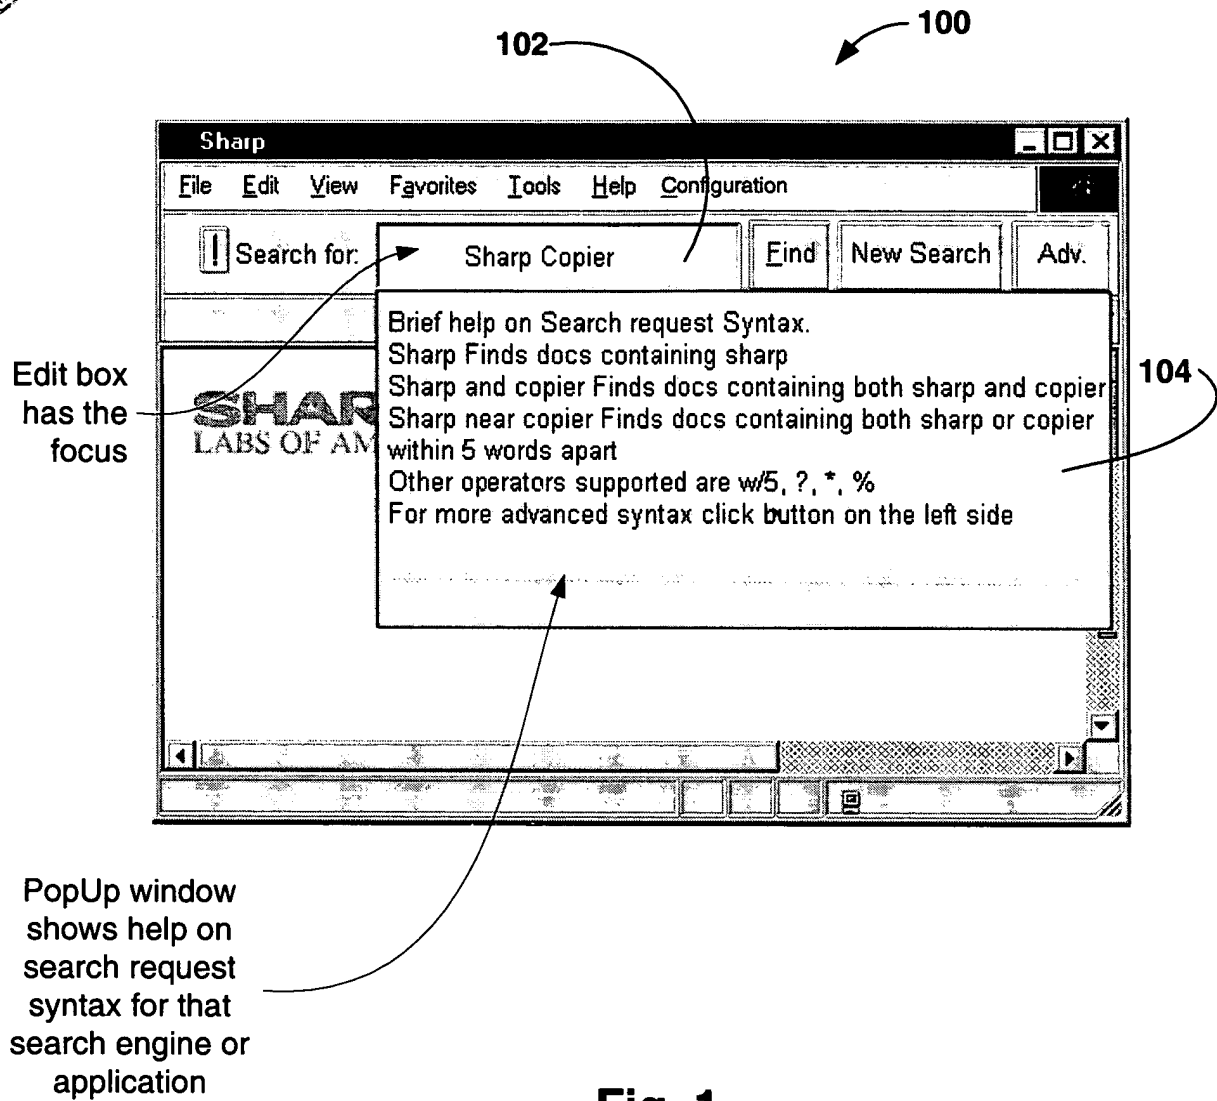 100
102
Sharp
File Edit View Favorites Tools Help Configuration
! Search for: Sharp Copier Find New Search Adv.
Brief help on Search request Syntax.
Sharp Finds docs containing sharp
Sharp and copier Finds docs containing both sharp and copier
Sharp near copier Finds docs containing both sharp or copier
within 5 words apart
Other operators supported are w/5, ?, *, %
For more advanced syntax click button on the left side
104
Edit box
has the
focus
SHAR
LABS OF AM
PopUp window
shows help on
search request
syntax for that
search engine or
application
Fig. 1